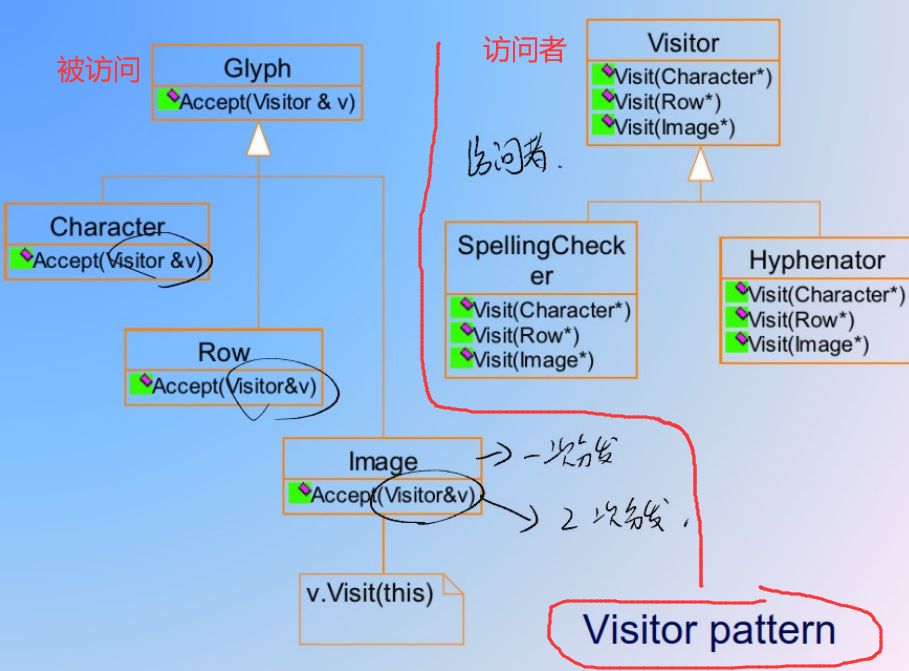 被访问
Glyph
Accept(Visitor & v)
访问者
Visitor
Visit(Character*)
Visit(Row*)
Visit(Image*)
访问者.
Character
Accept(Visitor &v)
SpellingCheck
er
Visit(Character*)
Visit(Row*)
Visit(Image*)
Hyphenator
Visit(Character*)
Visit(Row*)
Visit(Image*)
Row
Accept(Visitor&v)
Image
Accept(Visitor&v)
一次分发
2次分发.
v.Visit(this)
Visitor pattern